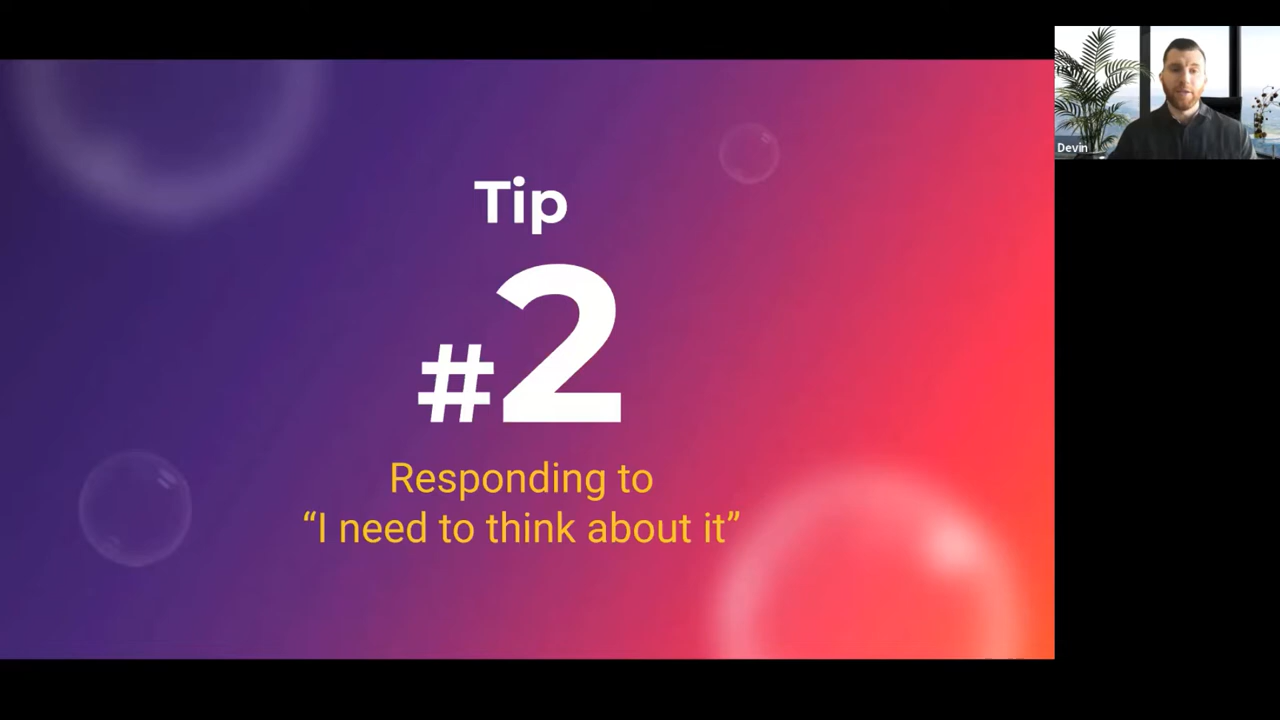 Tip
#2
Responding to
“I need to think about it”
Devin